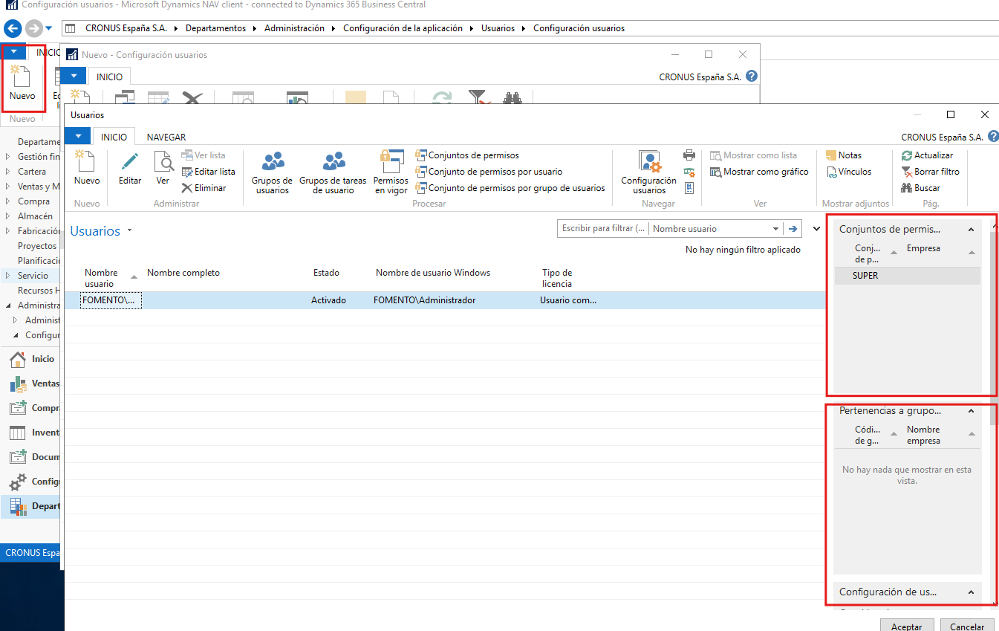 Configuración usuarios - Microsoft Dynamics NAV client - connected to Dynamics 365 Business Central
CRONUS España S.A. Departamentos Administración Configuración de la aplicación Usuarios Configuración usuarios
INICIO
Nuevo
Nuevo
Nuevo - Configuración usuarios
INICIO
CRONUS España S.A.
Usuarios
INICIO NAVEGAR
CRONUS España S.A.
Nuevo
Nuevo
Editar
Ver
Ver lista
Editar lista
Eliminar
Administrar
Grupos de
usuarios
Grupos de tareas
de usuario
Permisos
en vigor
Conjuntos de permisos
Conjuntos de permisos por usuario
Conjunto de permisos por grupo de usuarios
Procesar
Configuración
usuarios
Navegar
Mostrar como lista
Mostrar como gráfico
Ver
Notas
Vínculos
Mostrar adjuntos
Actualizar
Borrar filtro
Buscar
Pág.
Departame
Gestión fin
Cartera
Ventas y M
Compra
Almacén
Fabricación
Proyectos
Planificació
Servicio
Recursos H
Administra
Administ
Configur
Inicio
Ventas
Compr
Invent
Docum
Config
Depart
CRONUS Espa
Usuarios
Escribir para filtrar (... Nombre usuario
No hay ningún filtro aplicado
Nombre
usuario
Nombre completo
Estado
Nombre de usuario Windows
Tipo de
licencia
FOMENTO\... Activado FOMENTO\Administrador Usuario com...
Conjuntos de permis...
Conj...
de p...
Empresa
SUPER
Pertenencias a grupo...
Códi...
de g...
Nombre
empresa
No hay nada que mostrar en esta
vista.
Configuración de us...
Aceptar Cancelar